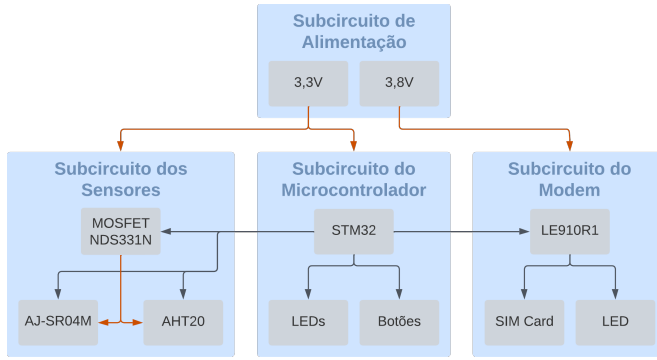 Subcircuito de
Alimentação
3,3V
3,8V
Subcircuito dos
Sensores
MOSFET
NDS331N
AJ-SR04M
AHT20
Subcircuito do
Microcontrolador
STM32
LEDs
Botões
Subcircuito do
Modem
LE910R1
SIM Card
LED